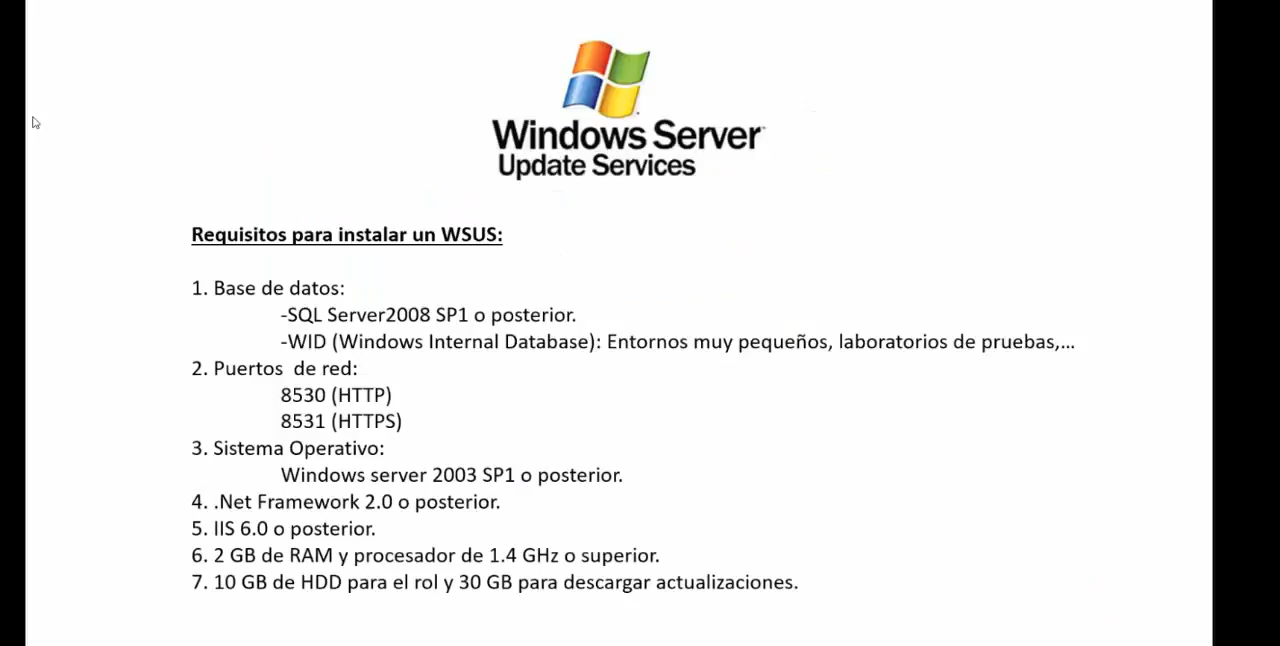 Windows Server
Update Services
Requisitos para instalar un WSUS:
1. Base de datos:
-SQL Server2008 SP1 o posterior.
-WID (Windows Internal Database): Entornos muy pequeños, laboratorios de pruebas,...
2. Puertos de red:
8530 (HTTP)
8531 (HTTPS)
3. Sistema Operativo:
Windows server 2003 SP1 o posterior.
4. .Net Framework 2.0 o posterior.
5. IIS 6.0 o posterior.
6. 2 GB de RAM y procesador de 1.4 GHz o superior.
7. 10 GB de HDD para el rol y 30 GB para descargar actualizaciones.